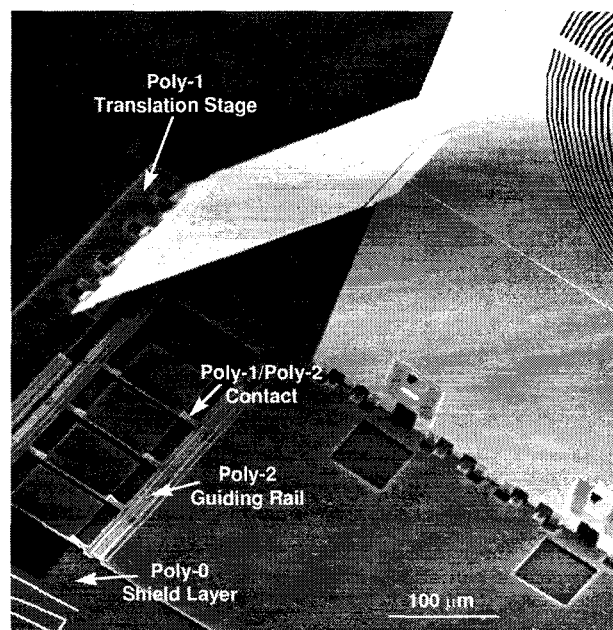 Poly-1
Translation Stage
Poly-1/Poly-2
Contact
Poly-2
Guiding Rail
Poly-0
Shield Layer
100 μm